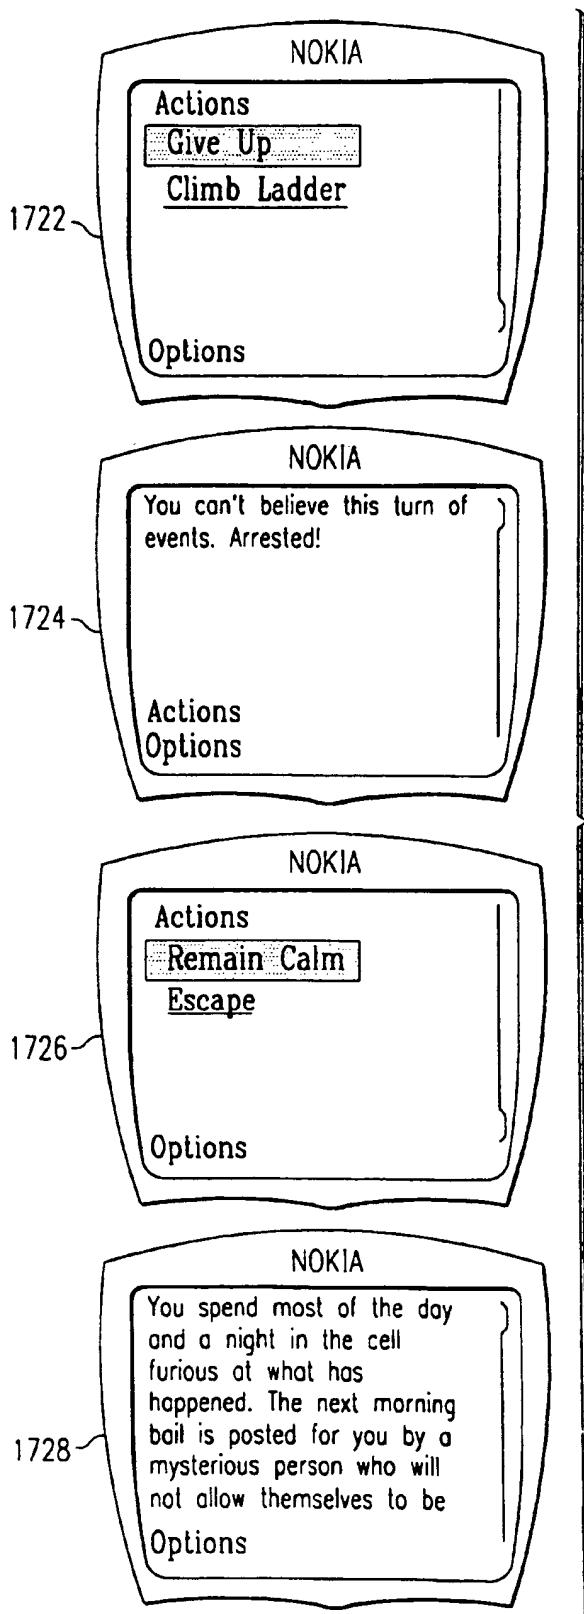 NOKIA
Actions
Give Up
Climb Ladder
1722
Options
NOKIA
You can't believe this turn of
events. Arrested!
1724
Actions
Options
NOKIA
Actions
Remain Calm
Escape
1726
Options
NOKIA
You spend most of the day
and a night in the cell
furious at what has
happened. The next morning
bail is posted for you by a
mysterious person who will
not allow themselves to be
1728
Options